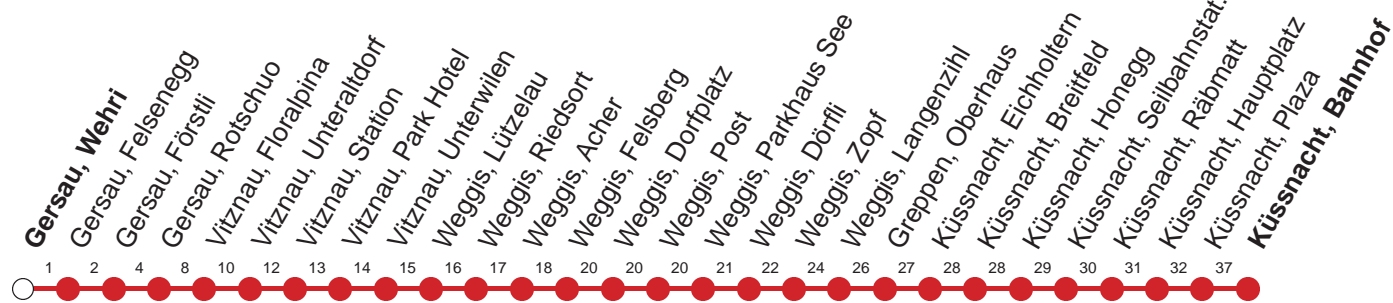 Gersau, Wehri
Gersau, Felsenegg
Gersau, Förstli
Gersau, Rotschuo
Vitznau, Floralpina
Vitznau, Unteraltdorf
Vitznau, Station
Vitznau, Park Hotel
Vitznau, Unterwilen
Weggis, Lützelau
Weggis, Riedsort
Weggis, Acher
Weggis, Felsberg
Weggis, Dorfplatz
Weggis, Post
Weggis, Parkhaus See
Weggis, Dörfli
Weggis, Zopf
Weggis, Langenzihl
Greppen, Oberhaus
Küssnacht, Eichholtern
Küssnacht, Breitfeld
Küssnacht, Honegg
Küssnacht, Seilbahnstat.
Küssnacht, Räbmatt
Küssnacht, Hauptplatz
Küssnacht, Plaza
Küssnacht, Bahnhof
1 2 4 8 10 12 13 14 15 16 17 18 20 20 20 21 22 24 26 27 28 28 29 30 31 32 37